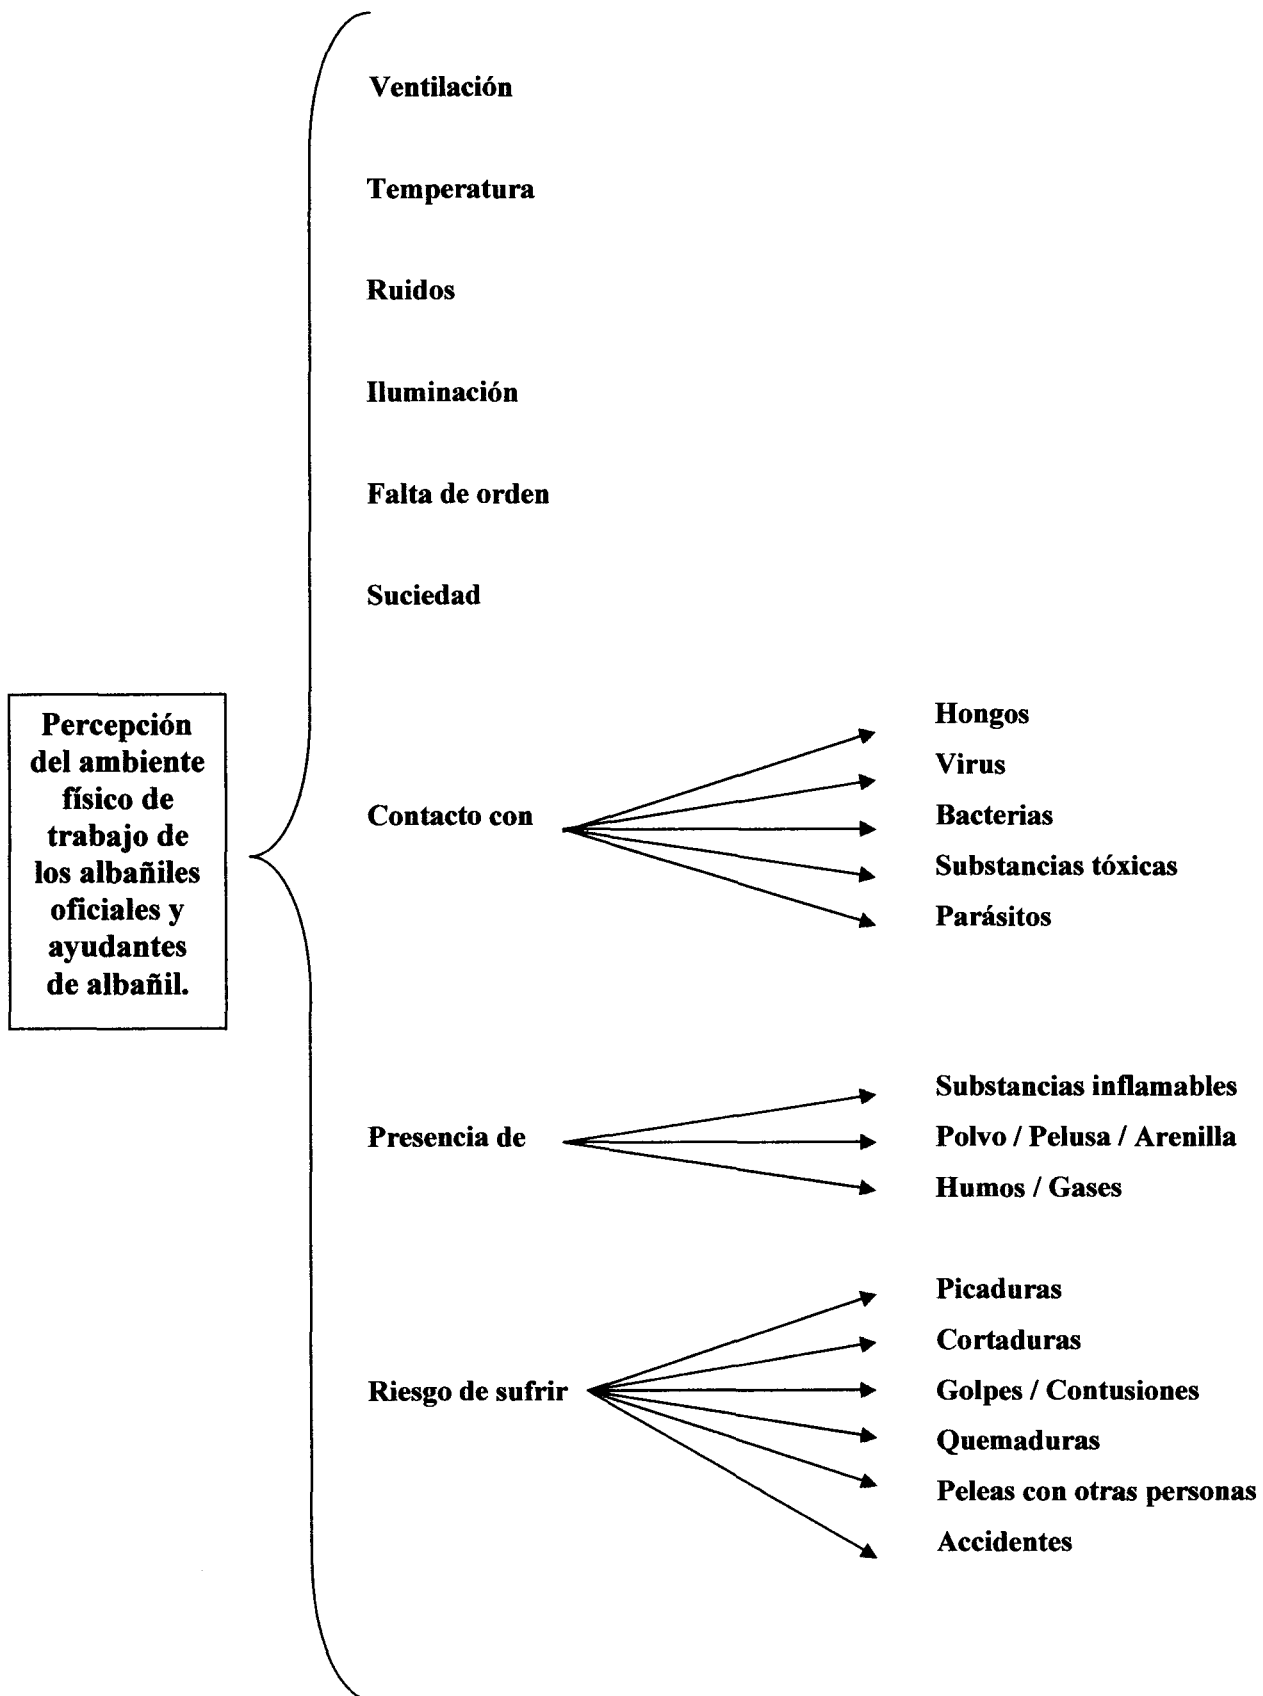 Ventilación
Temperatura
Ruidos
Iluminación
Falta de orden
Suciedad
Percepción
del ambiente
físico de
trabajo de
los albañiles
oficiales y
ayudantes
de albañil.
Contacto con
Hongos
Virus
Bacterias
Substancias tóxicas
Parásitos
Presencia de
Substancias inflamables
Polvo / Pelusa / Arenilla
Humos / Gases
Riesgo de sufrir
Picaduras
Cortaduras
Golpes / Contusiones
Quemaduras
Peleas con otras personas
Accidentes